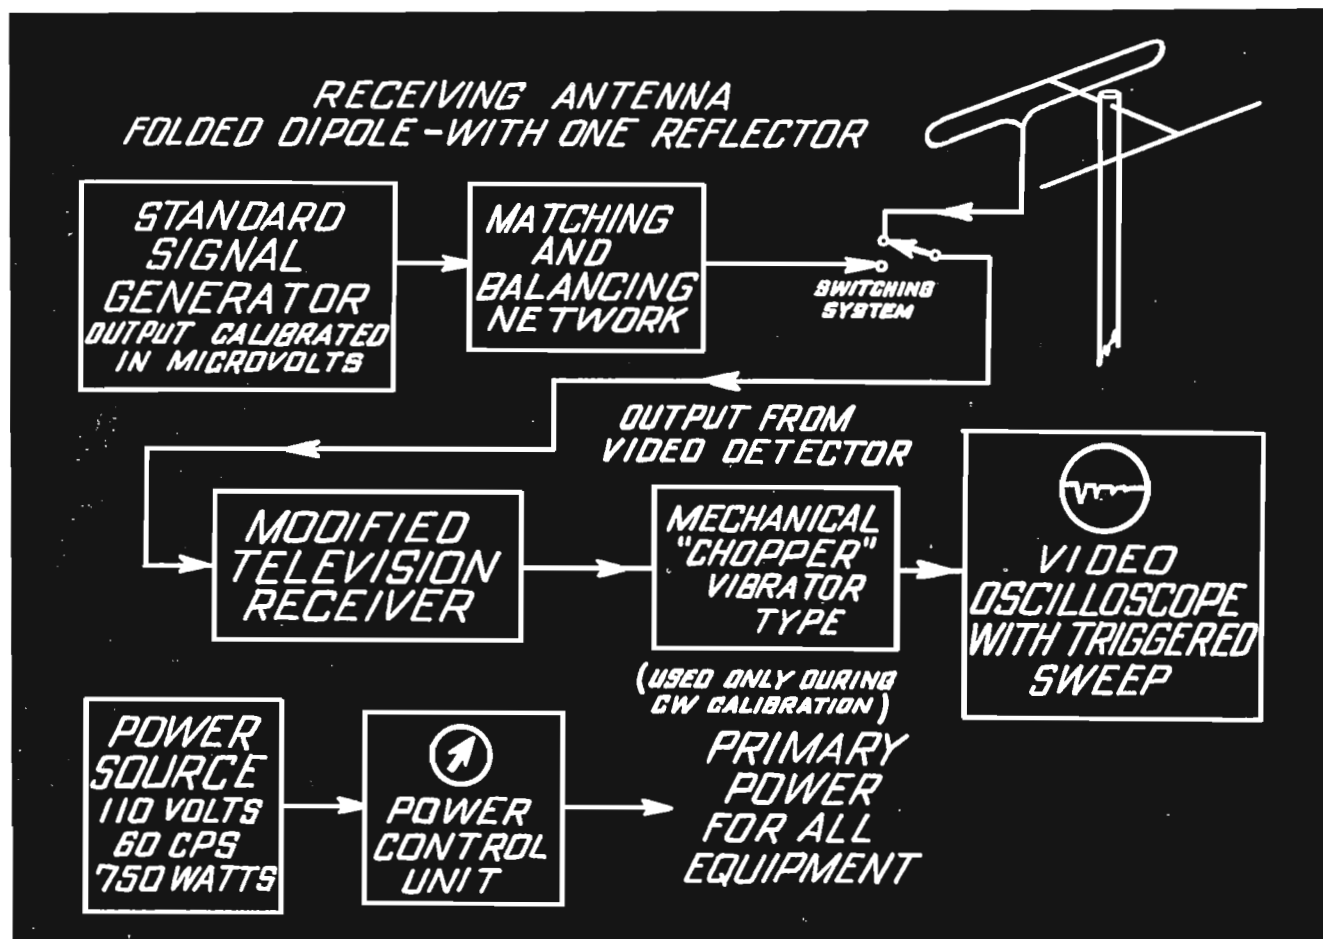 RECEIVING ANTENNA
FOLDED DIPOLE-WITH ONE REFLECTOR
STANDARD
SIGNAL
GENERATOR
OUTPUT CALIBRATED
IN MICROVOLTS
MATCHING
AND
BALANCING
NETWORK
SWITCHING
SYSTEM
OUTPUT FROM
VIDEO DETECTOR
MODIFIED
TELEVISION
RECEIVER
MECHANICAL
"CHOPPER"
VIBRATOR
TYPE
(USED ONLY DURING
CW CALIBRATION)
VIDEO
OSCILLOSCOPE
WITH TRIGGERED
SWEEP
POWER
SOURCE
110 VOLTS
60 CPS
750 WATTS
POWER
CONTROL
UNIT
PRIMARY
POWER
FOR ALL
EQUIPMENT